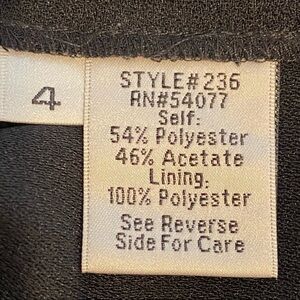 4
STYLE#236
RN#54077
Self:
54% Polyester
46% Acetate
Lining:
100% Polyester
See Reverse
Side For Care